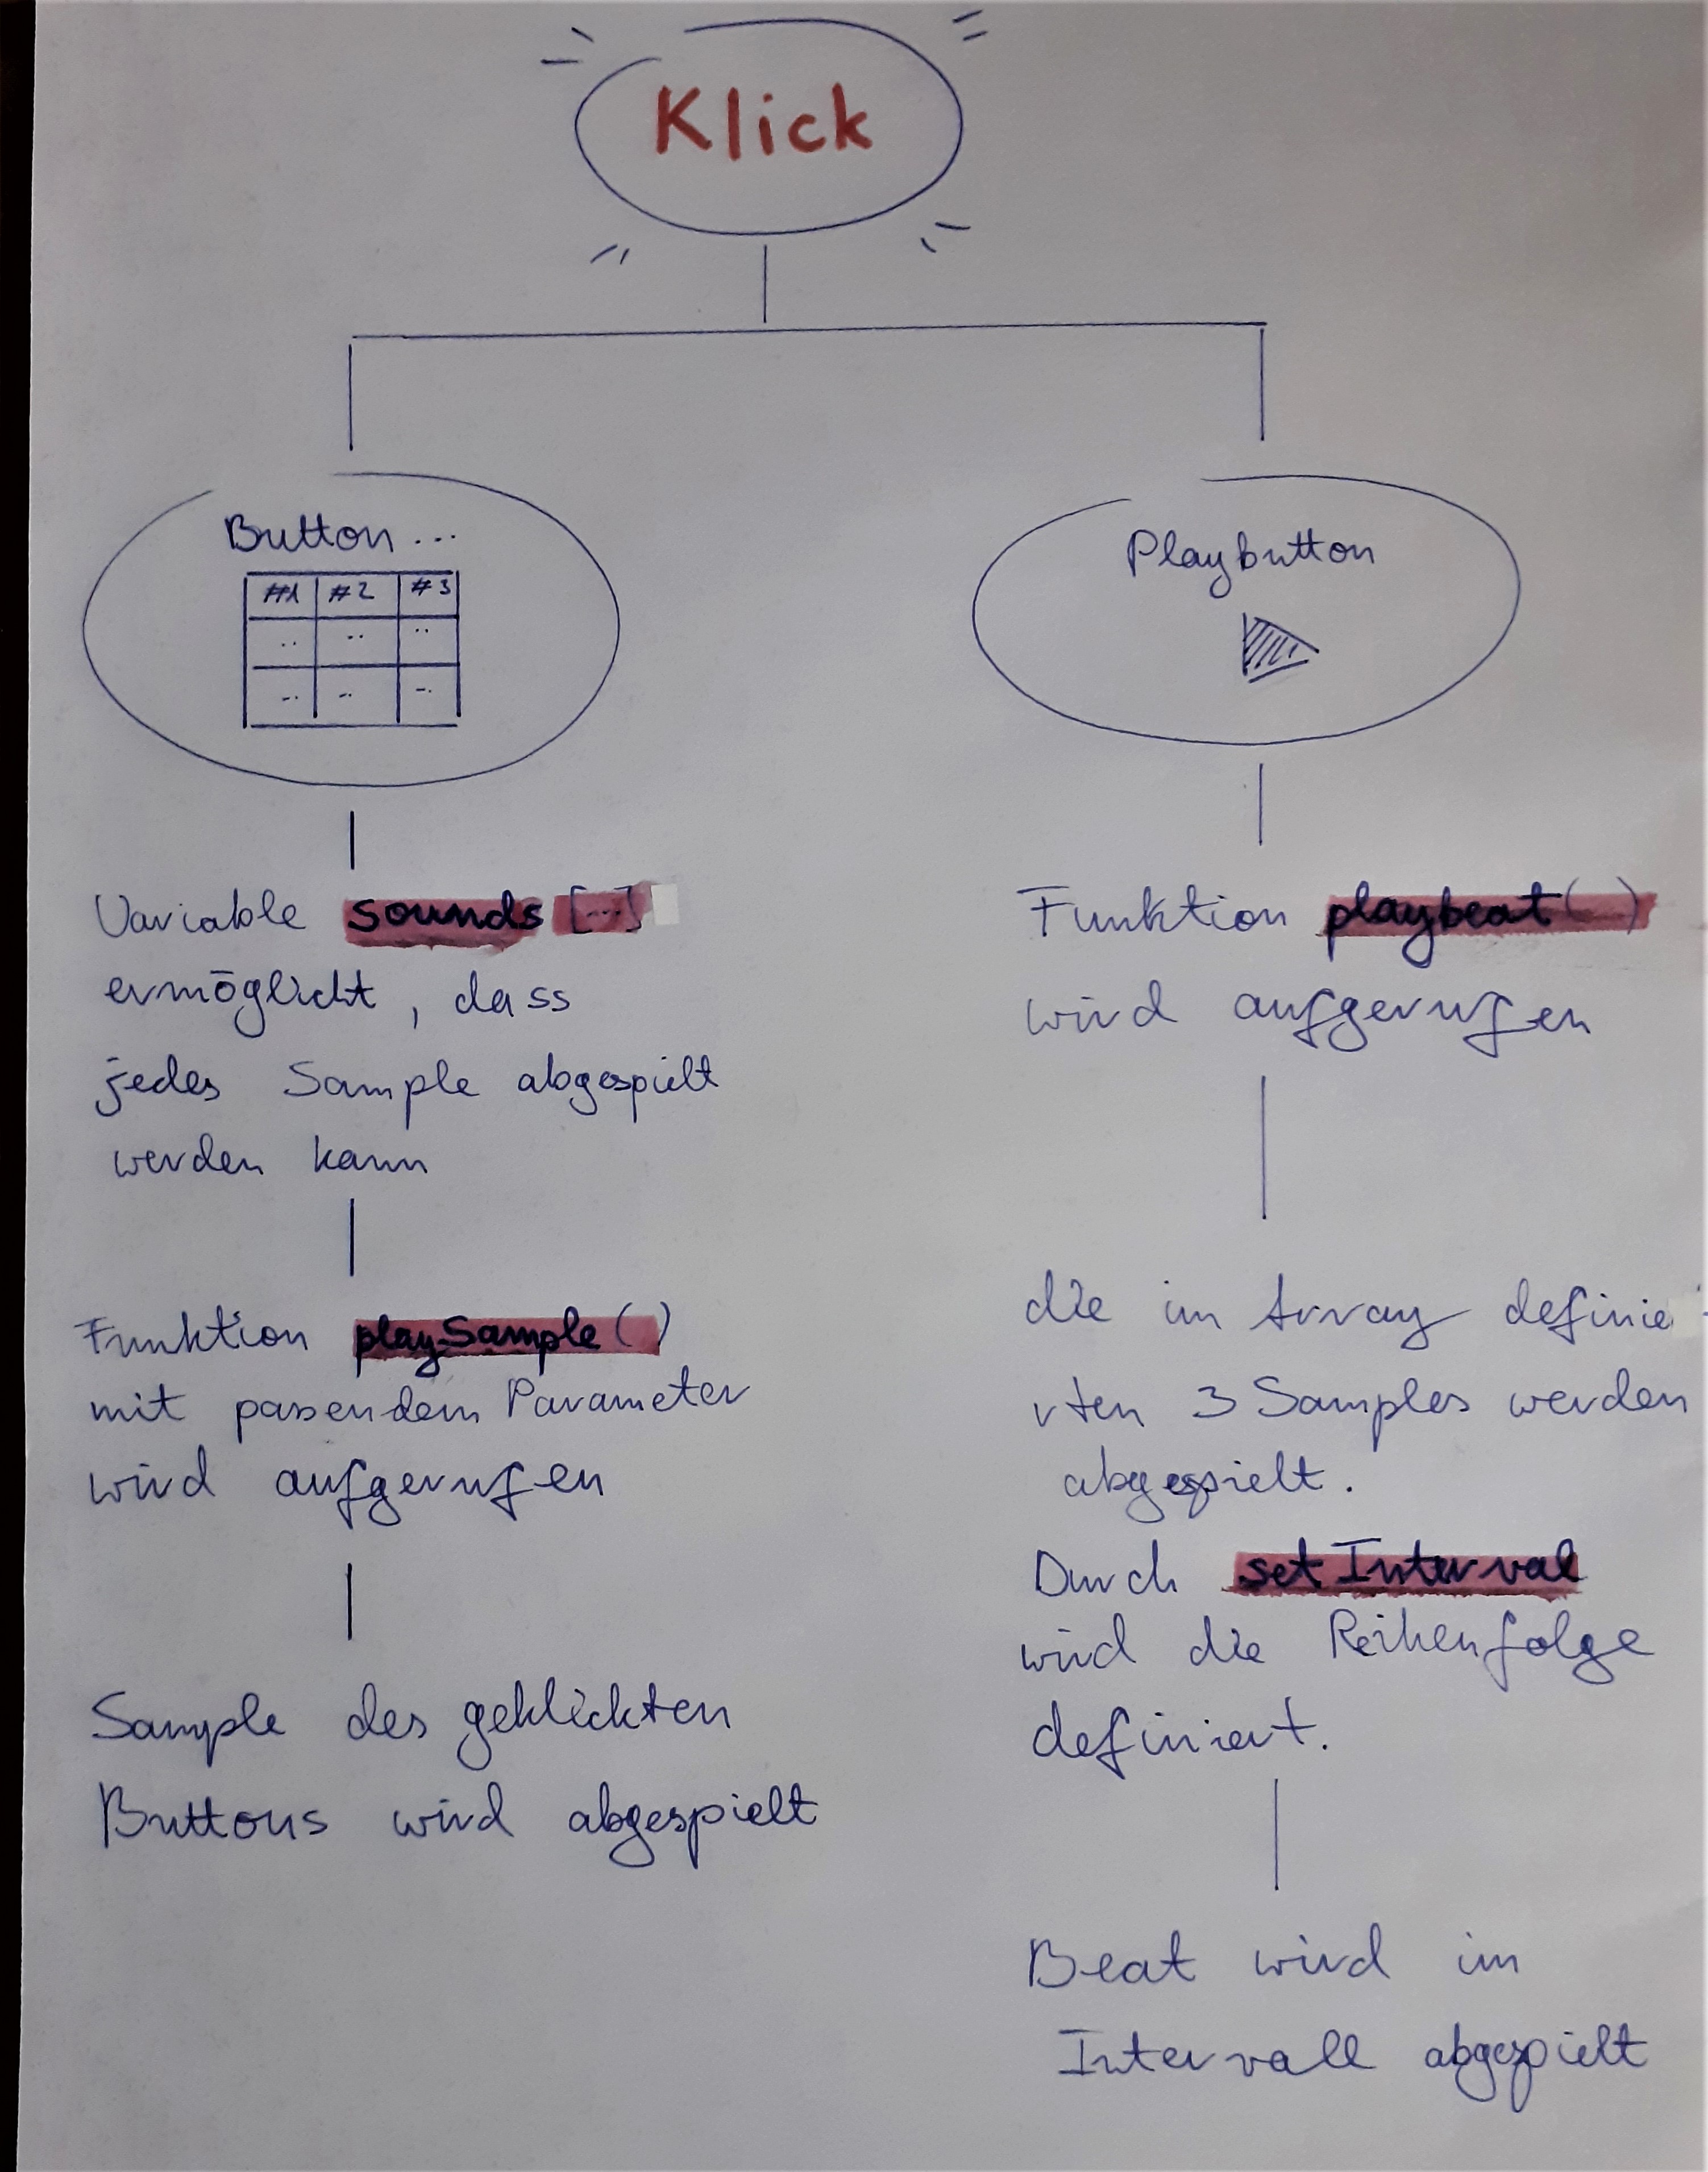 Klick
Button ...
#1 #2 #3
.. .. ..
... .. ..
Variable sounds [...]
ermöglicht, dass
jedes Sample abgespielt
werden kann
Funktion playSample()
mit passendem Parameter
wird aufgerufen
Sample des geklickten
Buttons wird abgespielt
Playbutton
Funktion playbeat( )
wird aufgerufen
die im Array definie
rten 3 Samples werden
abgespielt.
Durch setInterval
wird die Reihenfolge
definiert.
Beat wird im
Intervall abgespielt